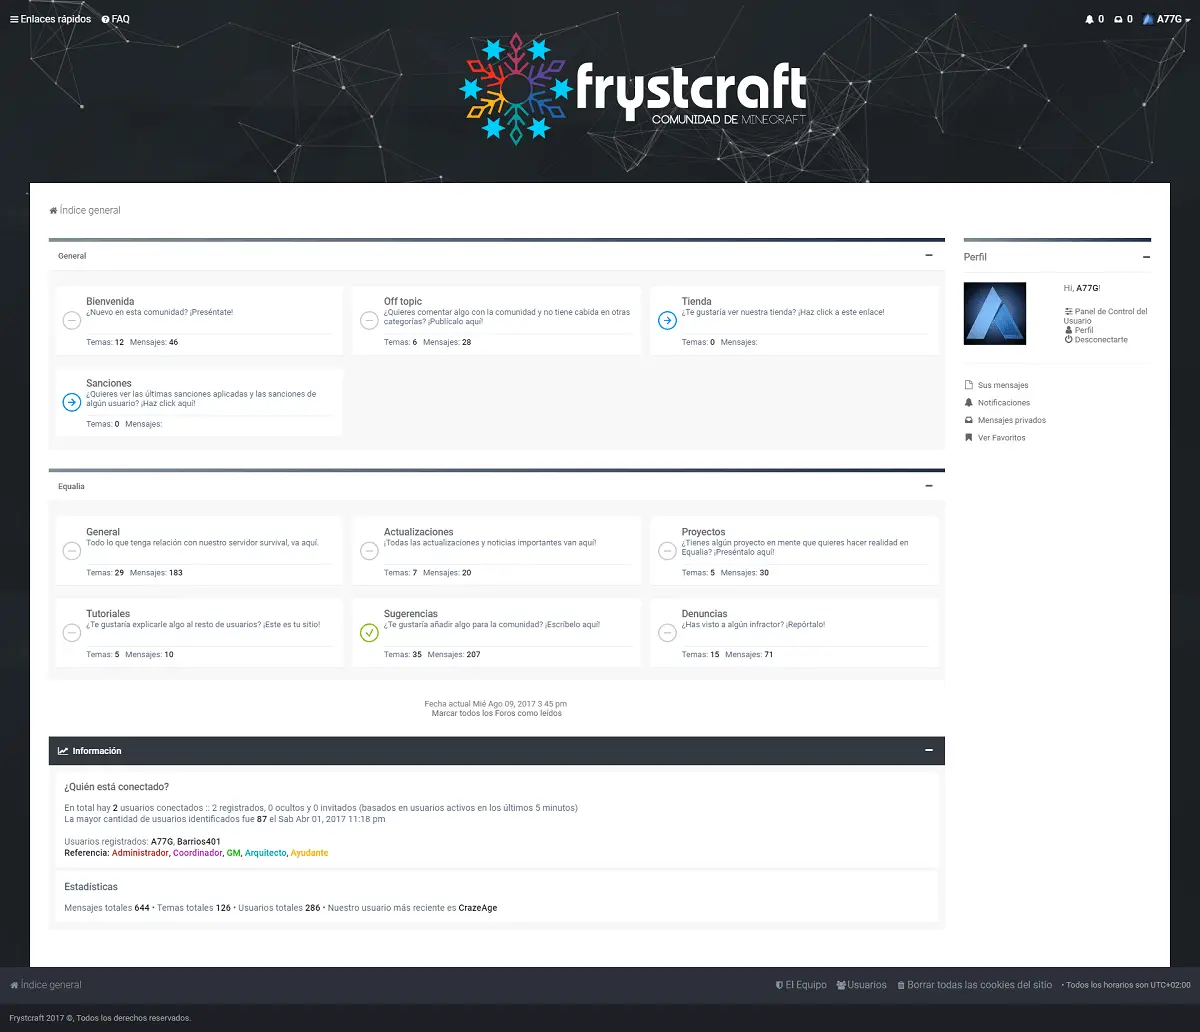 Enlaces rápidos FAQ
0 0 A77G
frystcraft
COMUNIDAD DE MINECRAFT
Índice general
General
Bienvenida
¿Nuevo en esta comunidad? ¡Preséntate!
Temas: 12 Mensajes: 46
Off topic
¿Quieres comentar algo con la comunidad y no tiene cabida en otras
categorías? ¡Publícalo aquí!
Temas: 6 Mensajes: 28
Tienda
¿Te gustaría ver nuestra tienda? ¡Haz click a este enlace!
Temas: 0 Mensajes:
Sanciones
¿Quieres ver las últimas sanciones aplicadas y las sanciones de
algún usuario? ¡Haz click aquí!
Temas: 0 Mensajes:
Equalia
General
Todo lo que tenga relación con nuestro servidor survival, va aquí.
Temas: 29 Mensajes: 183
Actualizaciones
¡Todas las actualizaciones y noticias importantes van aquí!
Temas: 7 Mensajes: 20
Proyectos
¿Tienes algún proyecto en mente que quieres hacer realidad en
Equalia? ¡Preséntalo aquí!
Temas: 5 Mensajes: 30
Tutoriales
¿Te gustaría explicarle algo al resto de usuarios? ¡Este es tu sitio!
Temas: 5 Mensajes: 10
Sugerencias
¿Te gustaría añadir algo para la comunidad? ¡Escríbelo aquí!
Temas: 35 Mensajes: 207
Denuncias
¿Has visto a algún infractor? ¡Repórtalo!
Temas: 15 Mensajes: 71
Fecha actual Mié Ago 09, 2017 3 45 pm
Marcar todos los Foros como leídos
Información
¿Quién está conectado?
En total hay 2 usuarios conectados :: 2 registrados, 0 ocultos y 0 invitados (basados en usuarios activos en los últimos 5 minutos)
La mayor cantidad de usuarios identificados fue 87 el Sab Abr 01, 2017 11:18 pm
Usuarios registrados: A77G, Barrios401
Referencia: Administrador, Coordinador, GM, Arquitecto, Ayudante
Estadísticas
Mensajes totales 644 • Temas totales 126 • Usuarios totales 286 • Nuestro usuario más reciente es CrazeAge
Perfil
Hi, A77G!
Panel de Control del
Usuario
Perfil
Desconectarte
Sus mensajes
Notificaciones
Mensajes privados
Ver Favoritos
Índice general
El Equipo Usuarios Borrar todas las cookies del sitio • Todos los horarios son UTC+02:00
Frystcraft 2017 ©, Todos los derechos reservados.